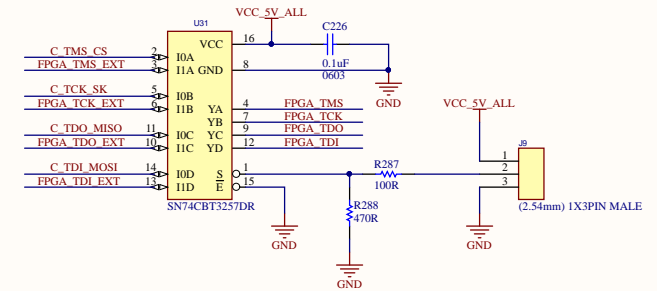 VCC_5V_ALL
U31
C226
16
VCC
C_TMS_CS
2
I0A
0.1uF
FPGA_TMS_EXT
3
I1A
GND
8
0603
C_TCK_SK
5
I0B
GND
FPGA_TCK_EXT
6
I1B
YA
4
FPGA_TMS
VCC_5V_ALL
YB
7
FPGA_TCK
C_TDO_MISO
11
I0C
YC
9
FPGA_TDO
FPGA_TDO_EXT
10
I1C
YD
12
FPGA_TDI
J9
1
C_TDI_MOSI
14
I0D
S
1
R287
2
FPGA_TDI_EXT
13
I1D
E
15
100R
3
SN74CBT3257DR
R288
470R
(2.54mm) 1X3PIN MALE
GND
GND
GND